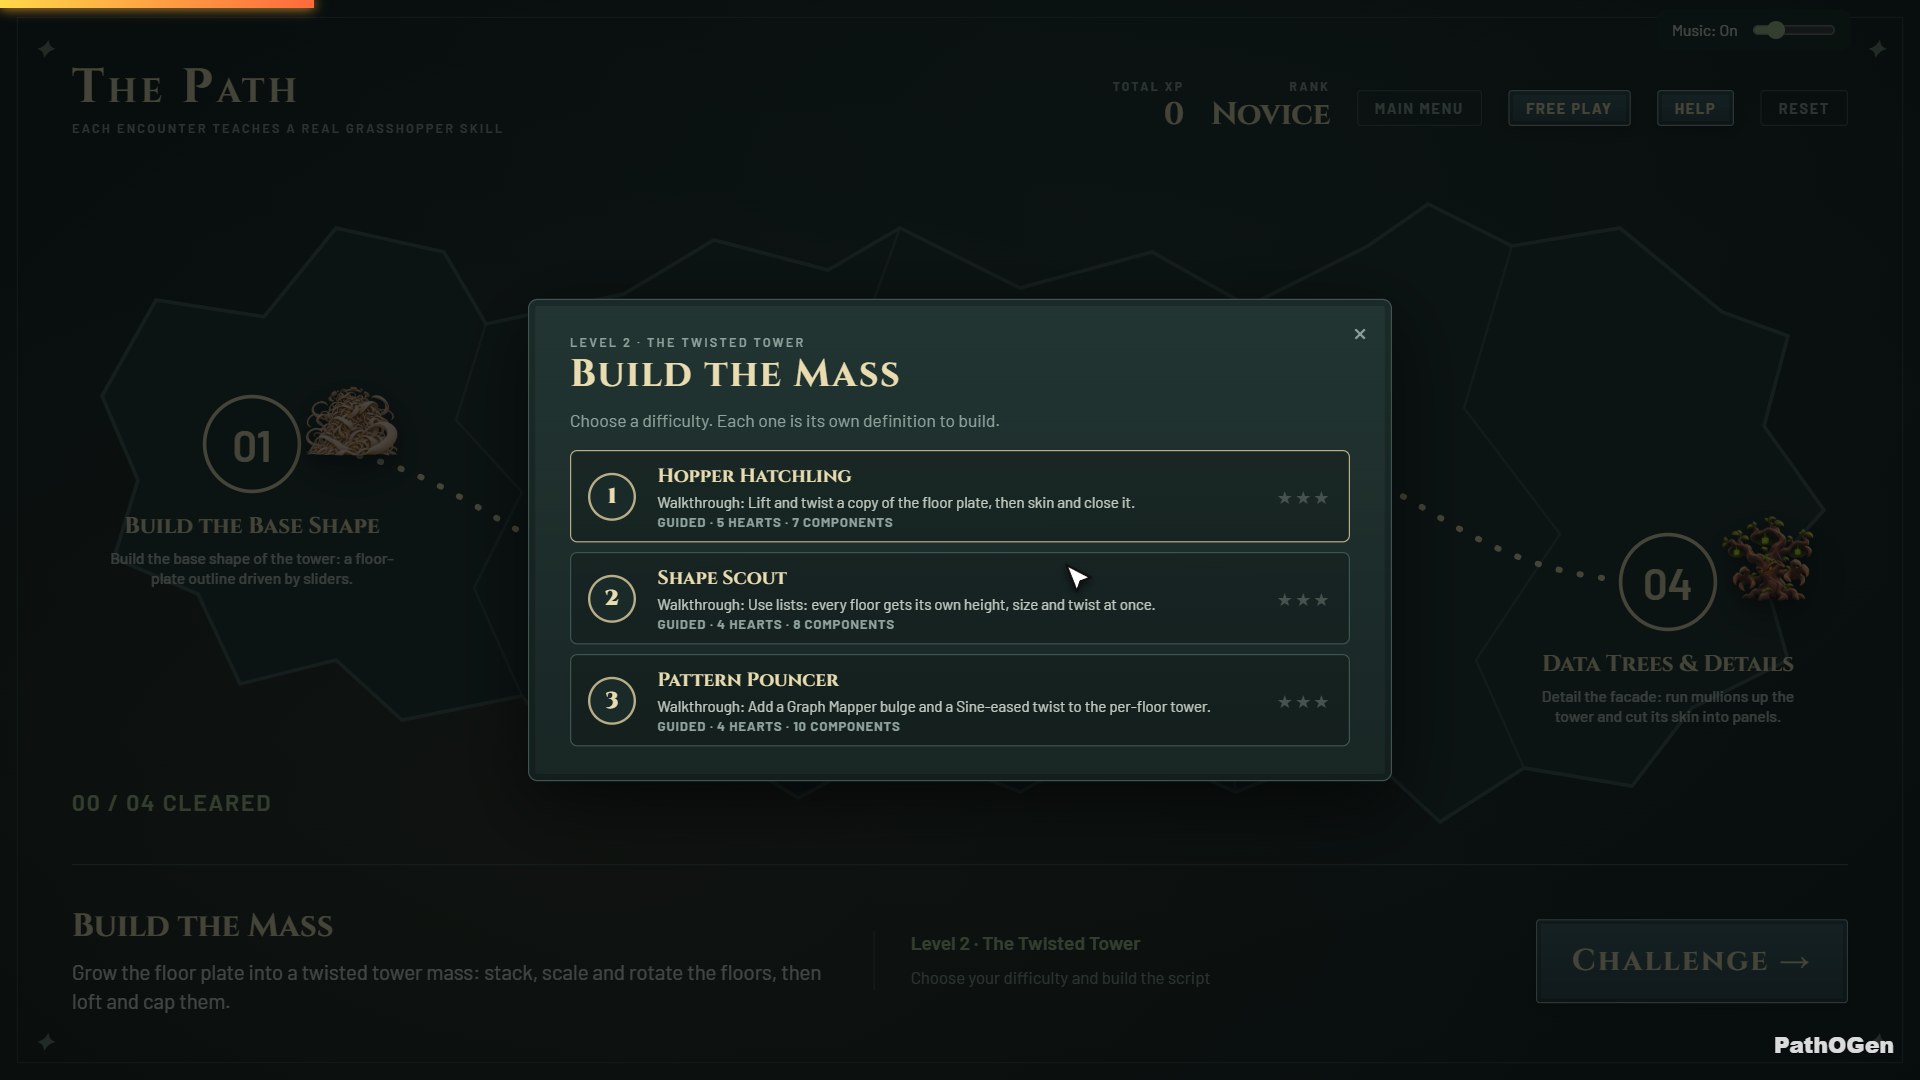 Music: On
The Path
EACH ENCOUNTER TEACHES A REAL GRASSHOPPER SKILL
TOTAL XP
0
RANK
Novice
MAIN MENU
FREE PLAY
HELP
RESET
LEVEL 2 · THE TWISTED TOWER
Build the Mass
×
Choose a difficulty. Each one is its own definition to build.
1
Hopper Hatchling
Walkthrough: Lift and twist a copy of the floor plate, then skin and close it.
GUIDED · 5 HEARTS · 7 COMPONENTS
★★★
2
Shape Scout
Walkthrough: Use lists: every floor gets its own height, size and twist at once.
GUIDED · 4 HEARTS · 8 COMPONENTS
★★★
3
Pattern Pouncer
Walkthrough: Add a Graph Mapper bulge and a Sine-eased twist to the per-floor tower.
GUIDED · 4 HEARTS · 10 COMPONENTS
★★★
01
Build the Base Shape
Build the base shape of the tower: a floor-
plate outline driven by sliders.
04
Data Trees & Details
Detail the facade: run mullions up the
tower and cut its skin into panels.
00 / 04 CLEARED
Build the Mass
Grow the floor plate into a twisted tower mass: stack, scale and rotate the floors, then
loft and cap them.
Level 2 · The Twisted Tower
Choose your difficulty and build the script
Challenge →
PathOGen